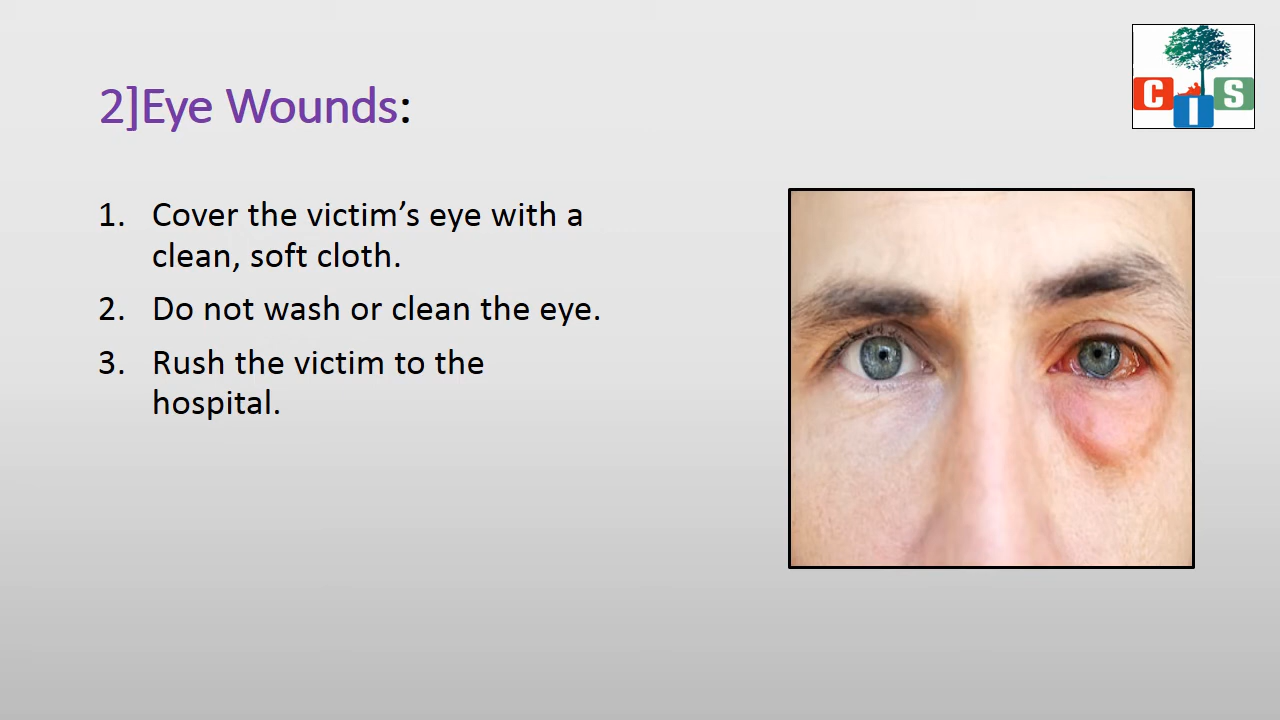 C I S
2]Eye Wounds:
1. Cover the victim’s eye with a
clean, soft cloth.
2. Do not wash or clean the eye.
3. Rush the victim to the
hospital.